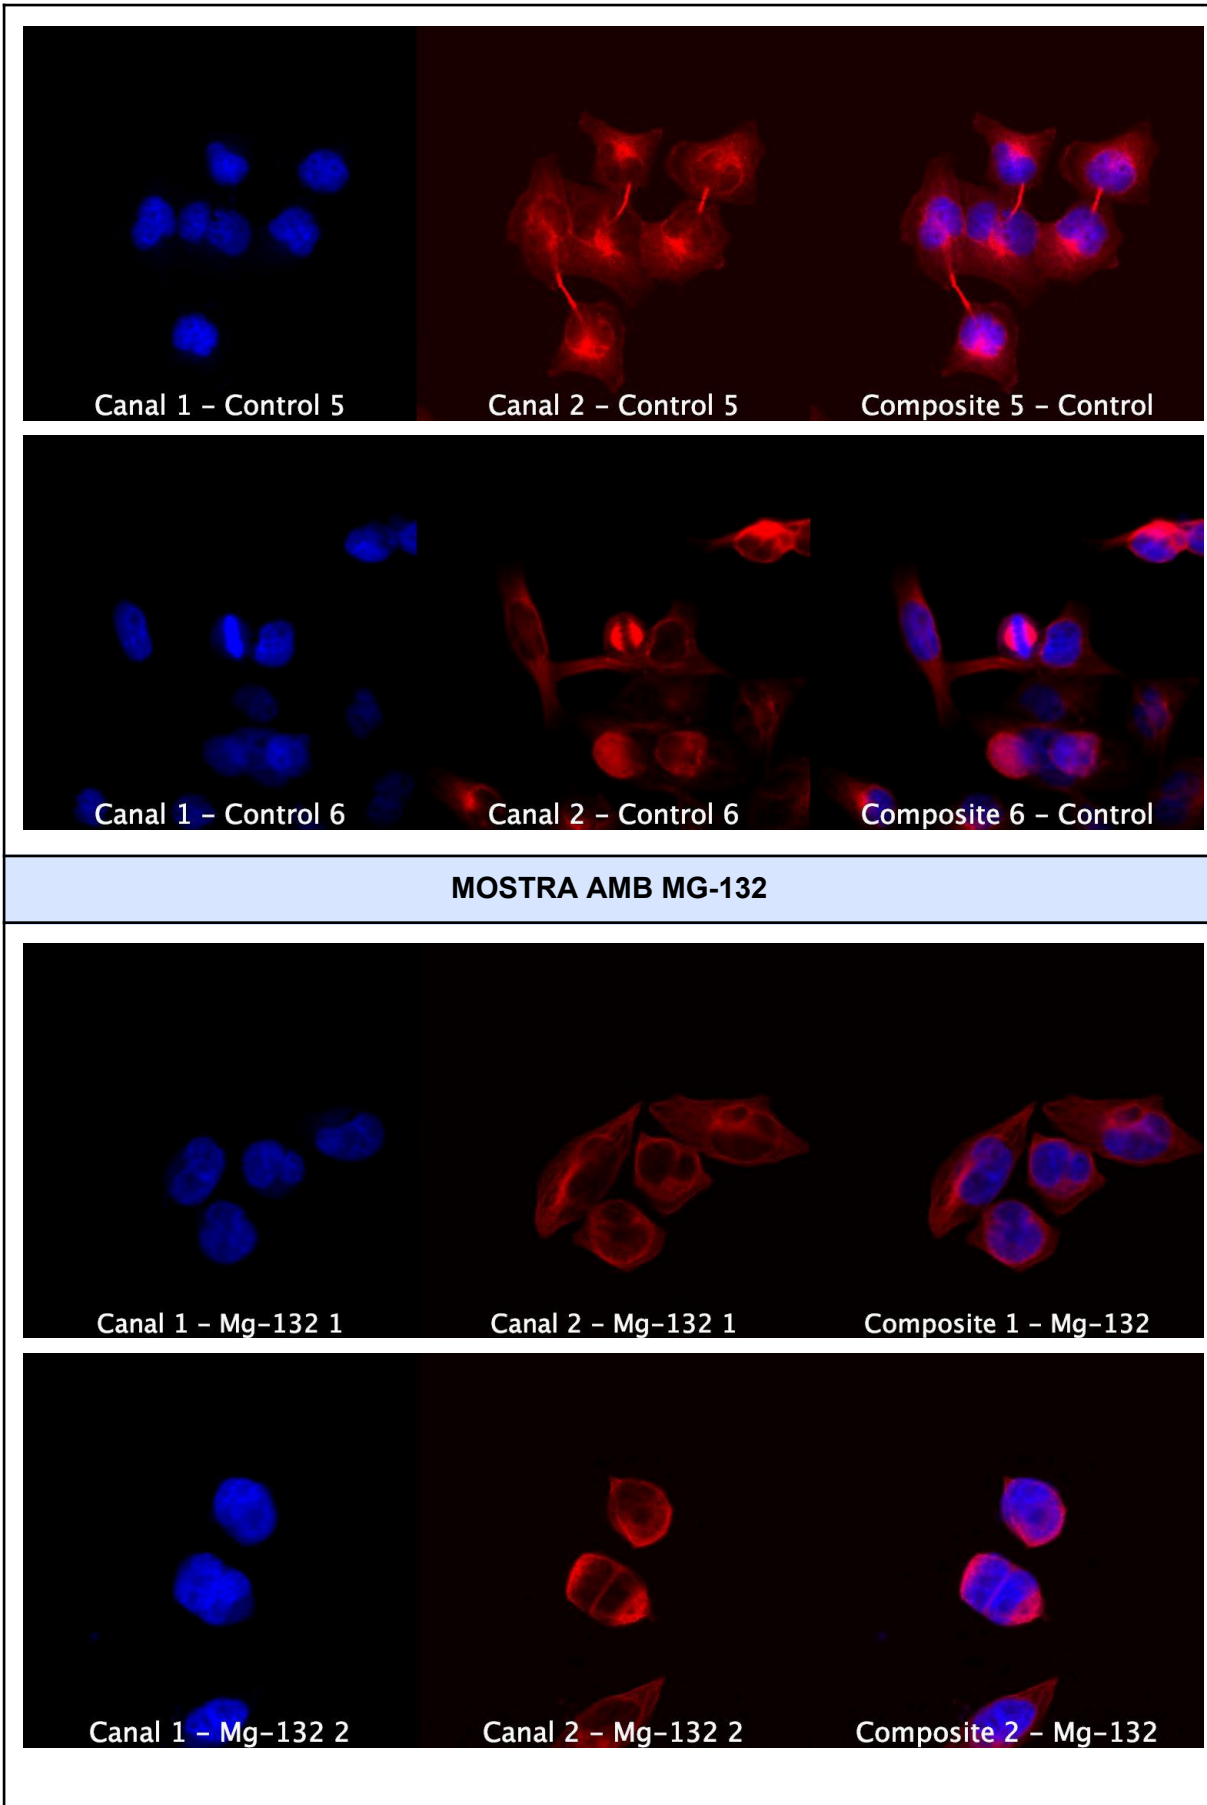 Canal 1 – Control 5 Canal 2 – Control 5 Composite 5 – Control
Canal 1 – Control 6 Canal 2 – Control 6 Composite 6 – Control
MOSTRA AMB MG-132
Canal 1 – Mg–132 1 Canal 2 – Mg–132 1 Composite 1 – Mg–132
Canal 1 – Mg–132 2 Canal 2 – Mg–132 2 Composite 2 – Mg–132